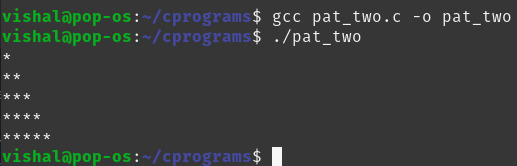 vishal@pop-os:~/cprograms$ gcc pat_two.c -o pat_two
vishal@pop-os:~/cprograms$ ./pat_two
*
**
***
****
*****
vishal@pop-os:~/cprograms$